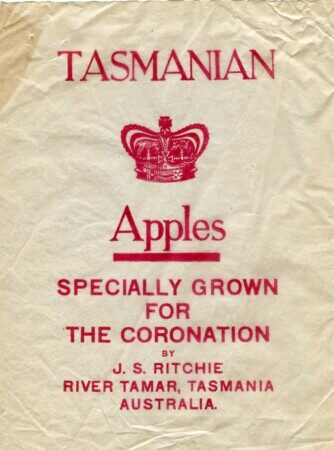 TASMANIAN
Apples
SPECIALLY GROWN
FOR
THE CORONATION
BY
J. S. RITCHIE
RIVER TAMAR, TASMANIA
AUSTRALIA.